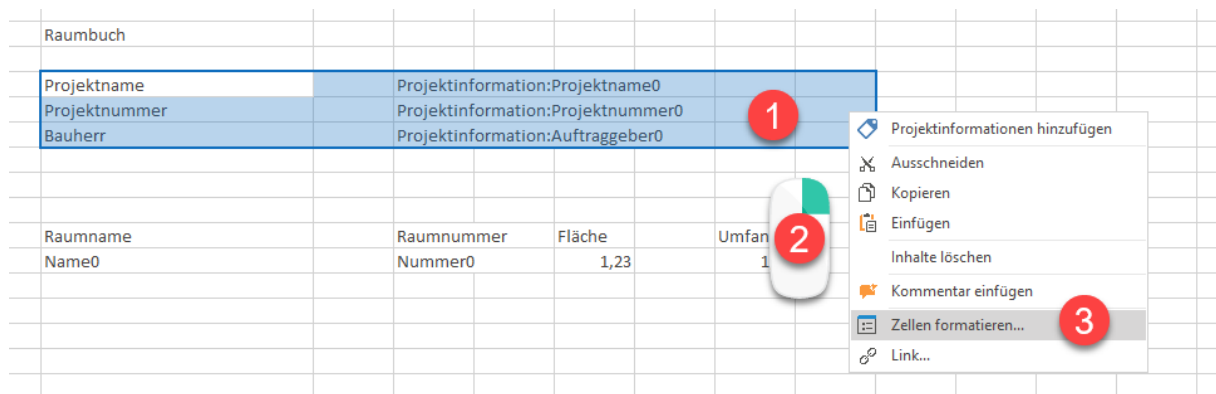 Raumbuch
Projektname Projektinformation:Projektname0
Projektnummer Projektinformation:Projektnummer0
Bauherr Projektinformation:Auftraggeber0
1
Projektinformationen hinzufügen
Ausschneiden
Kopieren
Einfügen
Inhalte löschen
Kommentar einfügen
Zellen formatieren...
Link...
3
2
Raumname Raumnummer Fläche Umfan
Name0 Nummer0 1,23 1